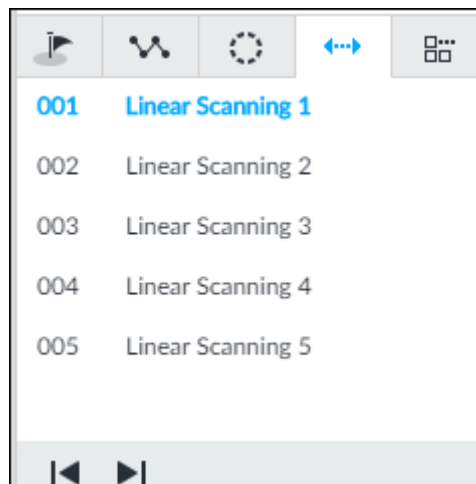 001 Linear Scanning 1
002 Linear Scanning 2
003 Linear Scanning 3
004 Linear Scanning 4
005 Linear Scanning 5